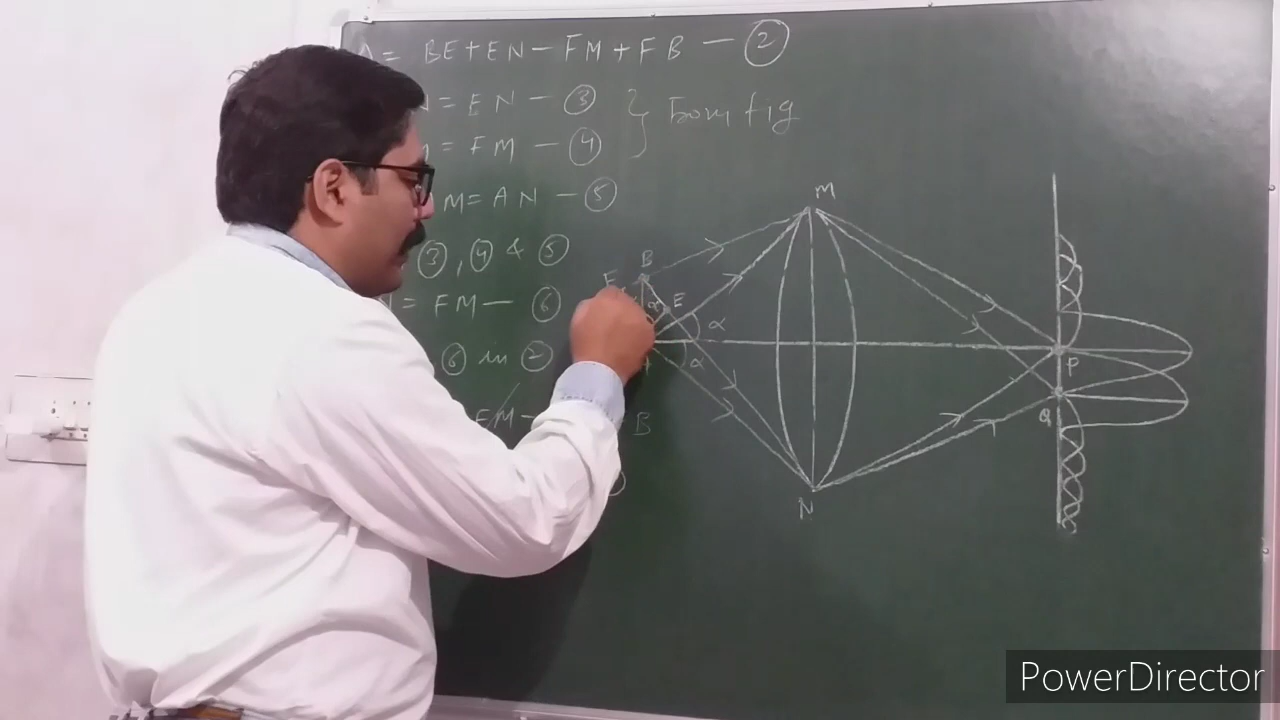 A = BE + EN - FM + FB - ②
= EN - ③
= FM - ④
} From fig
AM = AN - ⑤
③, ④ & ⑤
= FM - ⑥
⑥ in ②
FM -
B
M
B
E
α
α
α
P
Q
N
PowerDirector